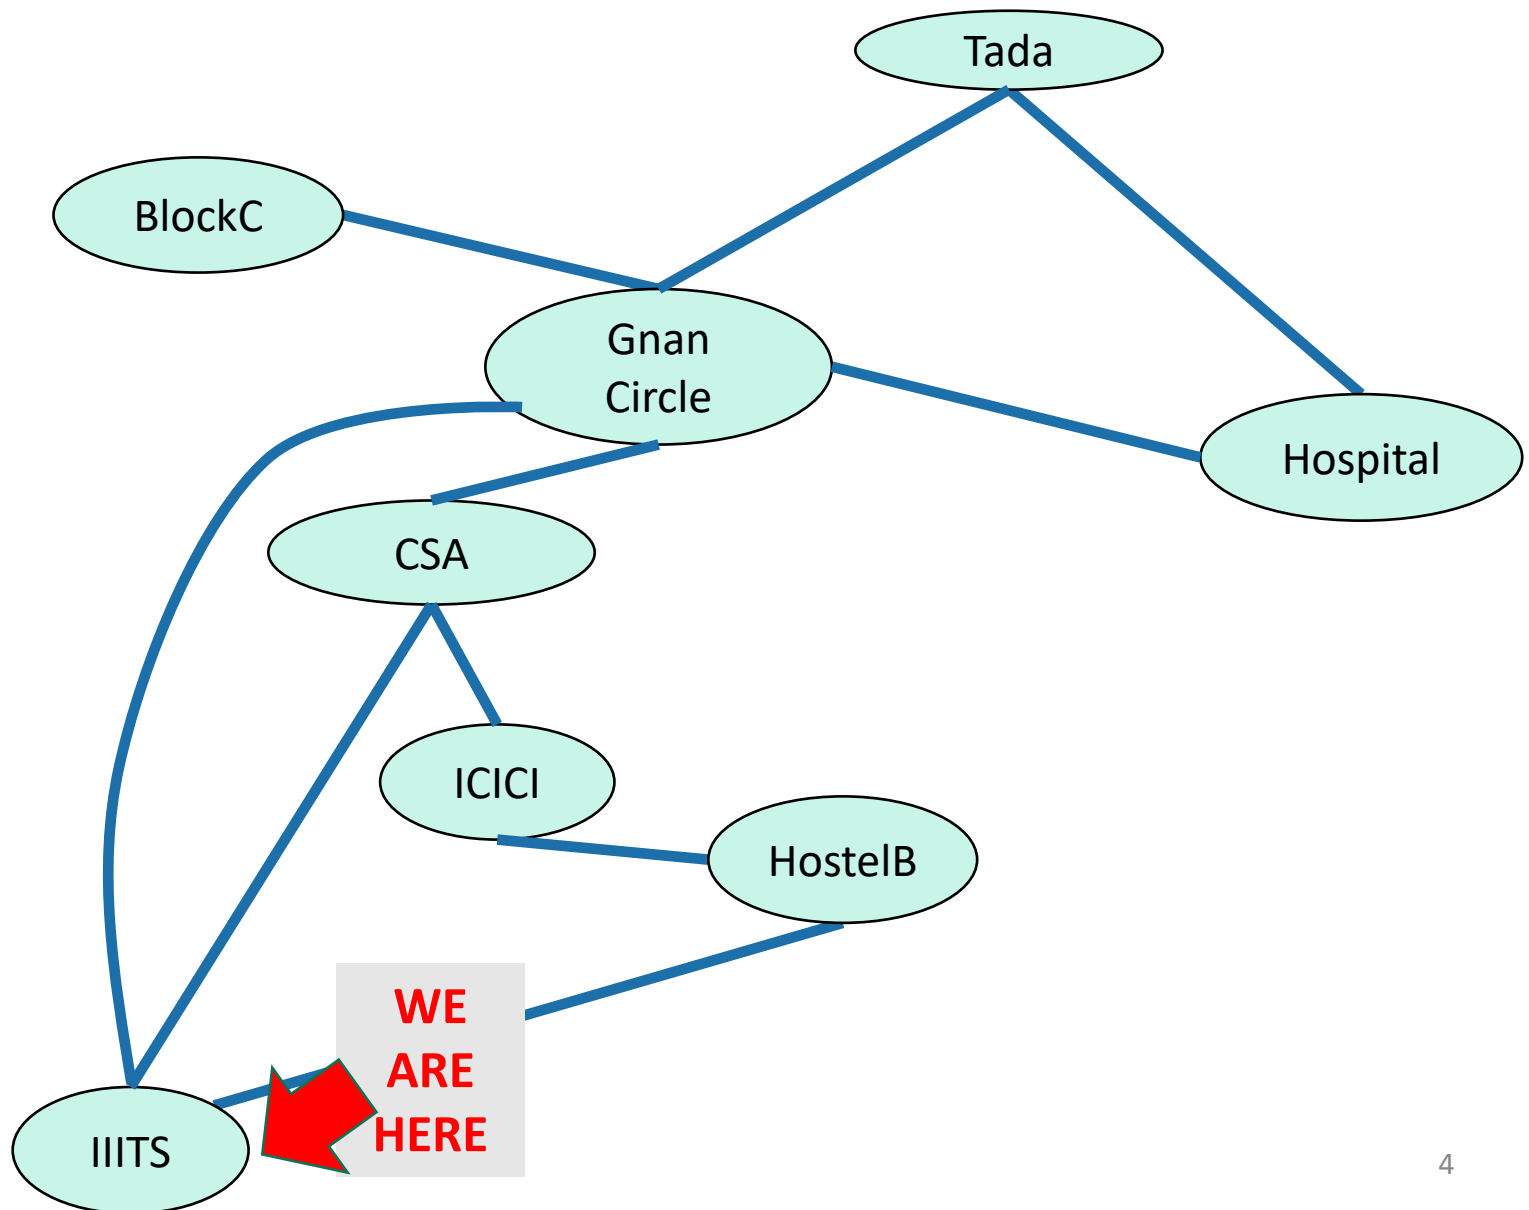 Tada
BlockC
Gnan
Circle
Hospital
CSA
ICICI
HostelB
WE
ARE
HERE
IIITS
4